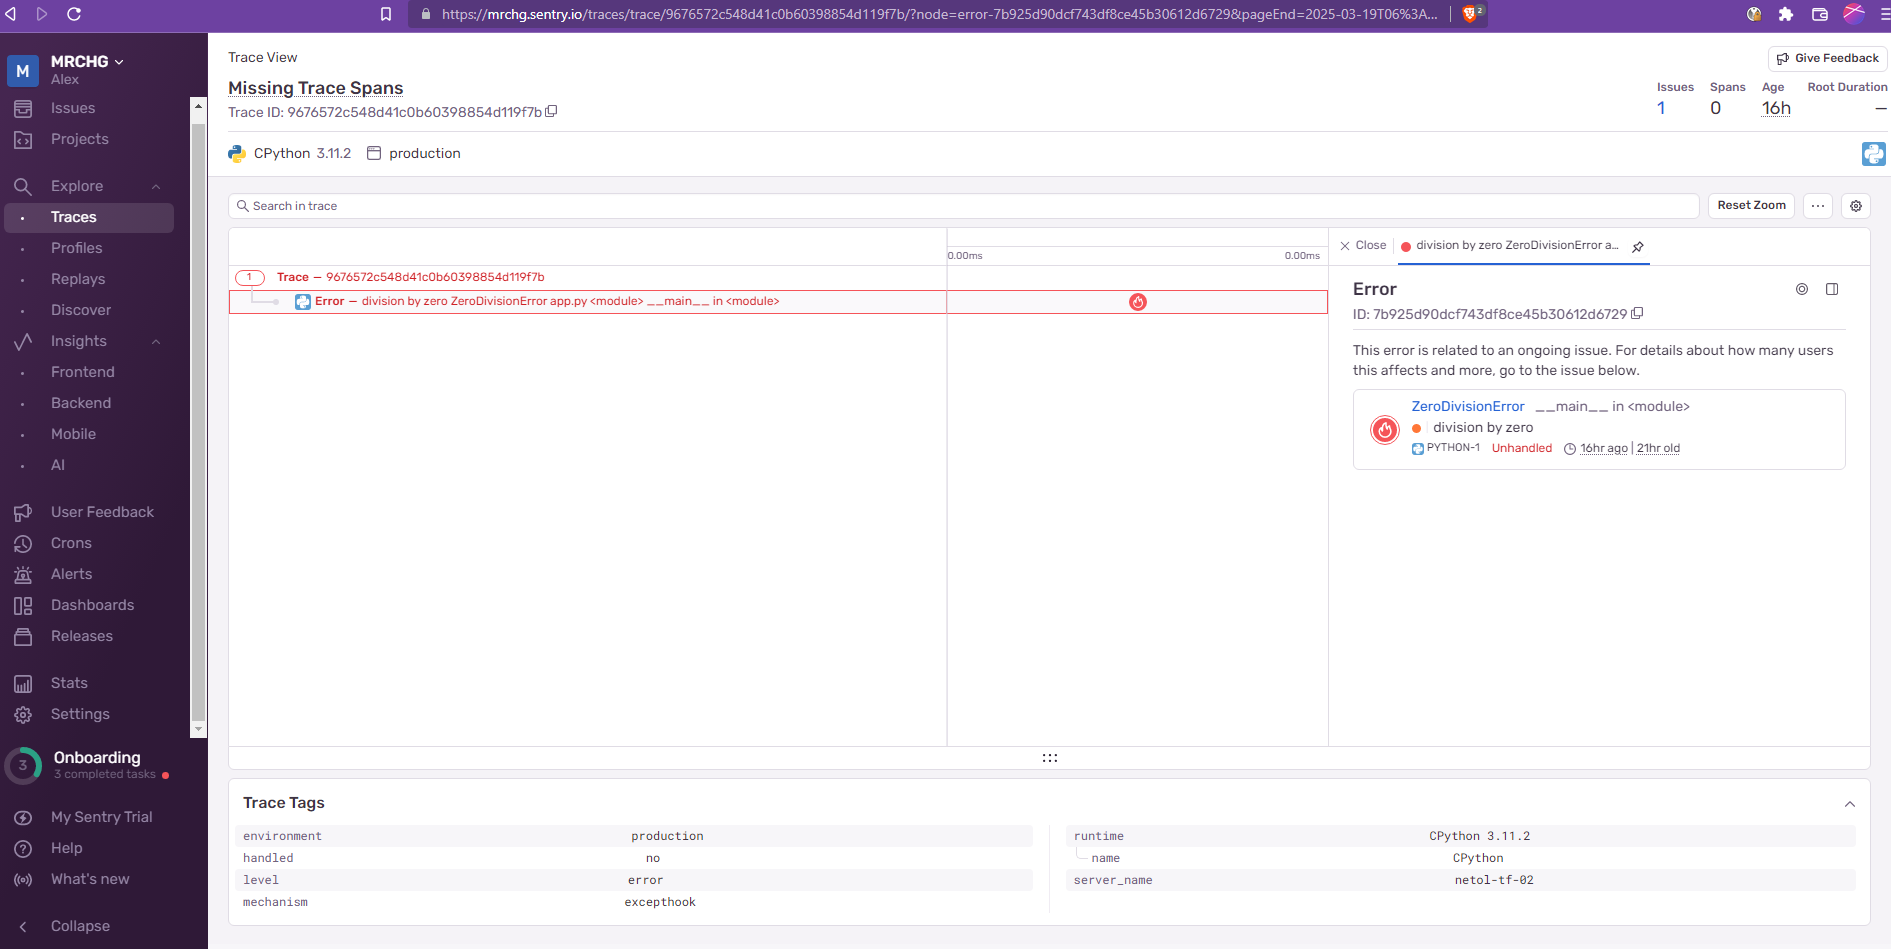 https://mrchg.sentry.io/traces/trace/9676572c548d41c0b60398854d119f7b/?node=error-7b925d90dcf743df8ce45b30612d6729&pageEnd=2025-03-19T06%3A...
2
M
MRCHG
Alex
Issues
Projects
Explore
Traces
Profiles
Replays
Discover
Insights
Frontend
Backend
Mobile
AI
User Feedback
Crons
Alerts
Dashboards
Releases
Stats
Settings
3
Onboarding
3 completed tasks
My Sentry Trial
Help
What's new
Collapse
Trace View
Give Feedback
Missing Trace Spans
Trace ID: 9676572c548d41c0b60398854d119f7b
Issues Spans Age Root Duration
1 0 16h —
CPython 3.11.2 production
Search in trace
Reset Zoom
0.00ms 0.00ms
1 Trace — 9676572c548d41c0b60398854d119f7b
Error — division by zero ZeroDivisionError app.py <module> __main__ in <module>
Close division by zero ZeroDivisionError a...
Error
ID: 7b925d90dcf743df8ce45b30612d6729
This error is related to an ongoing issue. For details about how many users
this affects and more, go to the issue below.
ZeroDivisionError __main__ in <module>
division by zero
PYTHON-1 Unhandled 16hr ago | 21hr old
Trace Tags
environment production
handled no
level error
mechanism excepthook
runtime CPython 3.11.2
name CPython
server_name netol-tf-02